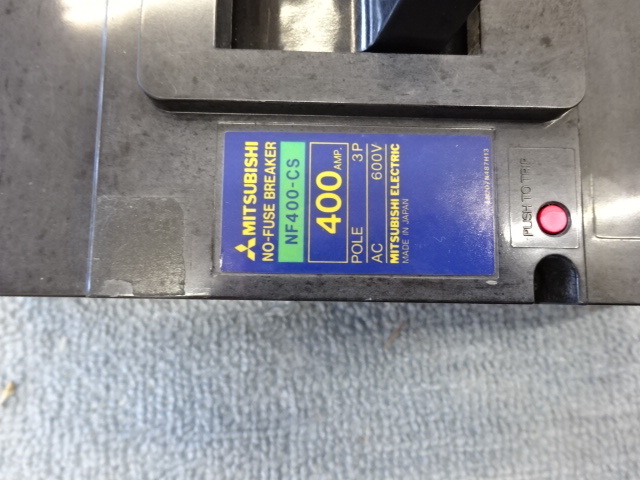 MITSUBISHI
NO-FUSE BREAKER
NF400-CS
400 AMP.
POLE 3P
AC 600V
MITSUBISHI ELECTRIC
MADE IN JAPAN
PUSH TO TRIP